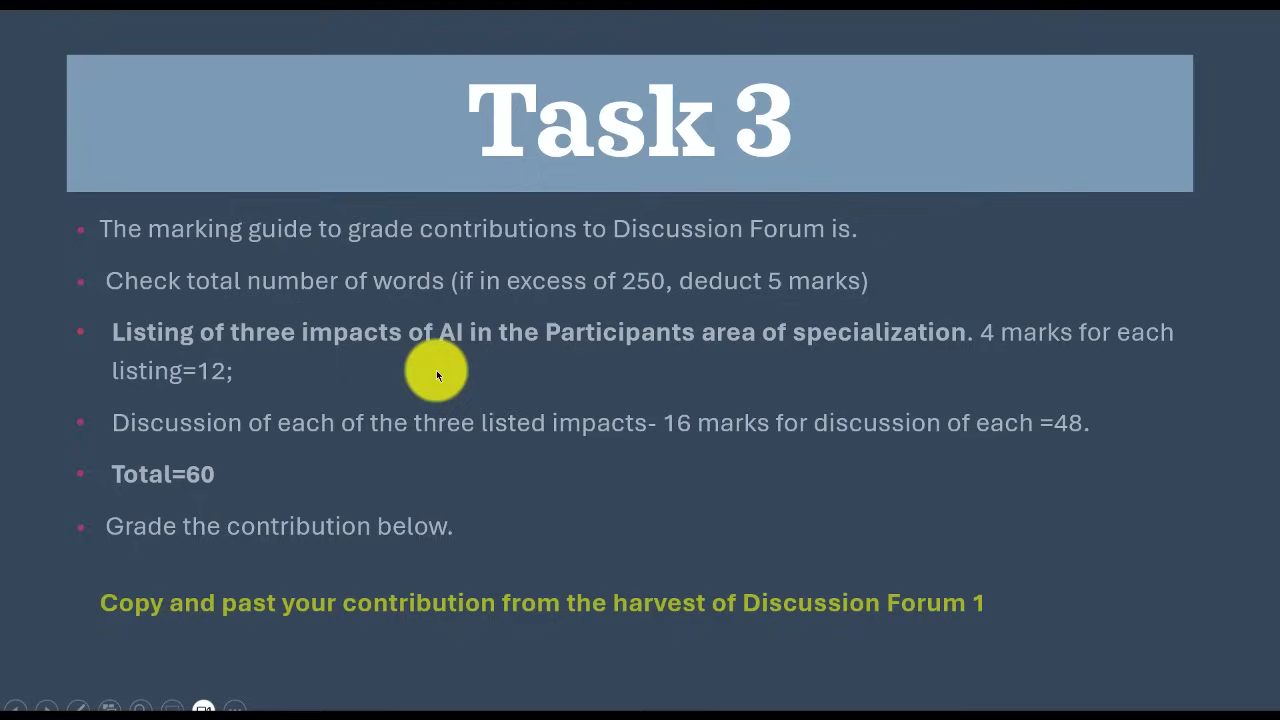 Task 3
• The marking guide to grade contributions to Discussion Forum is.
• Check total number of words (if in excess of 250, deduct 5 marks)
• Listing of three impacts of AI in the Participants area of specialization. 4 marks for each
listing=12;
• Discussion of each of the three listed impacts- 16 marks for discussion of each =48.
• Total=60
• Grade the contribution below.
Copy and past your contribution from the harvest of Discussion Forum 1